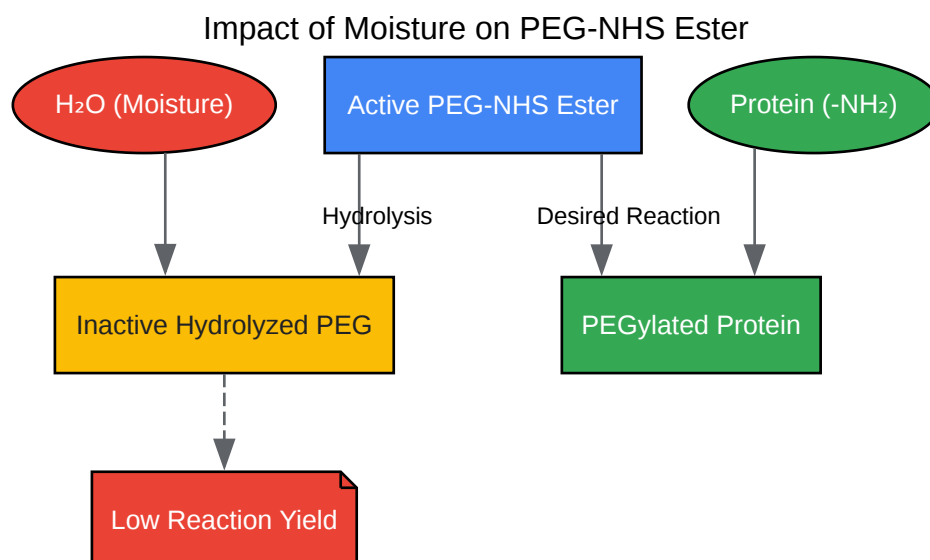 Impact of Moisture on PEG-NHS Ester
H₂O (Moisture)
Active PEG-NHS Ester
Protein (-NH₂)
Hydrolysis
Desired Reaction
Inactive Hydrolyzed PEG
PEGylated Protein
Low Reaction Yield